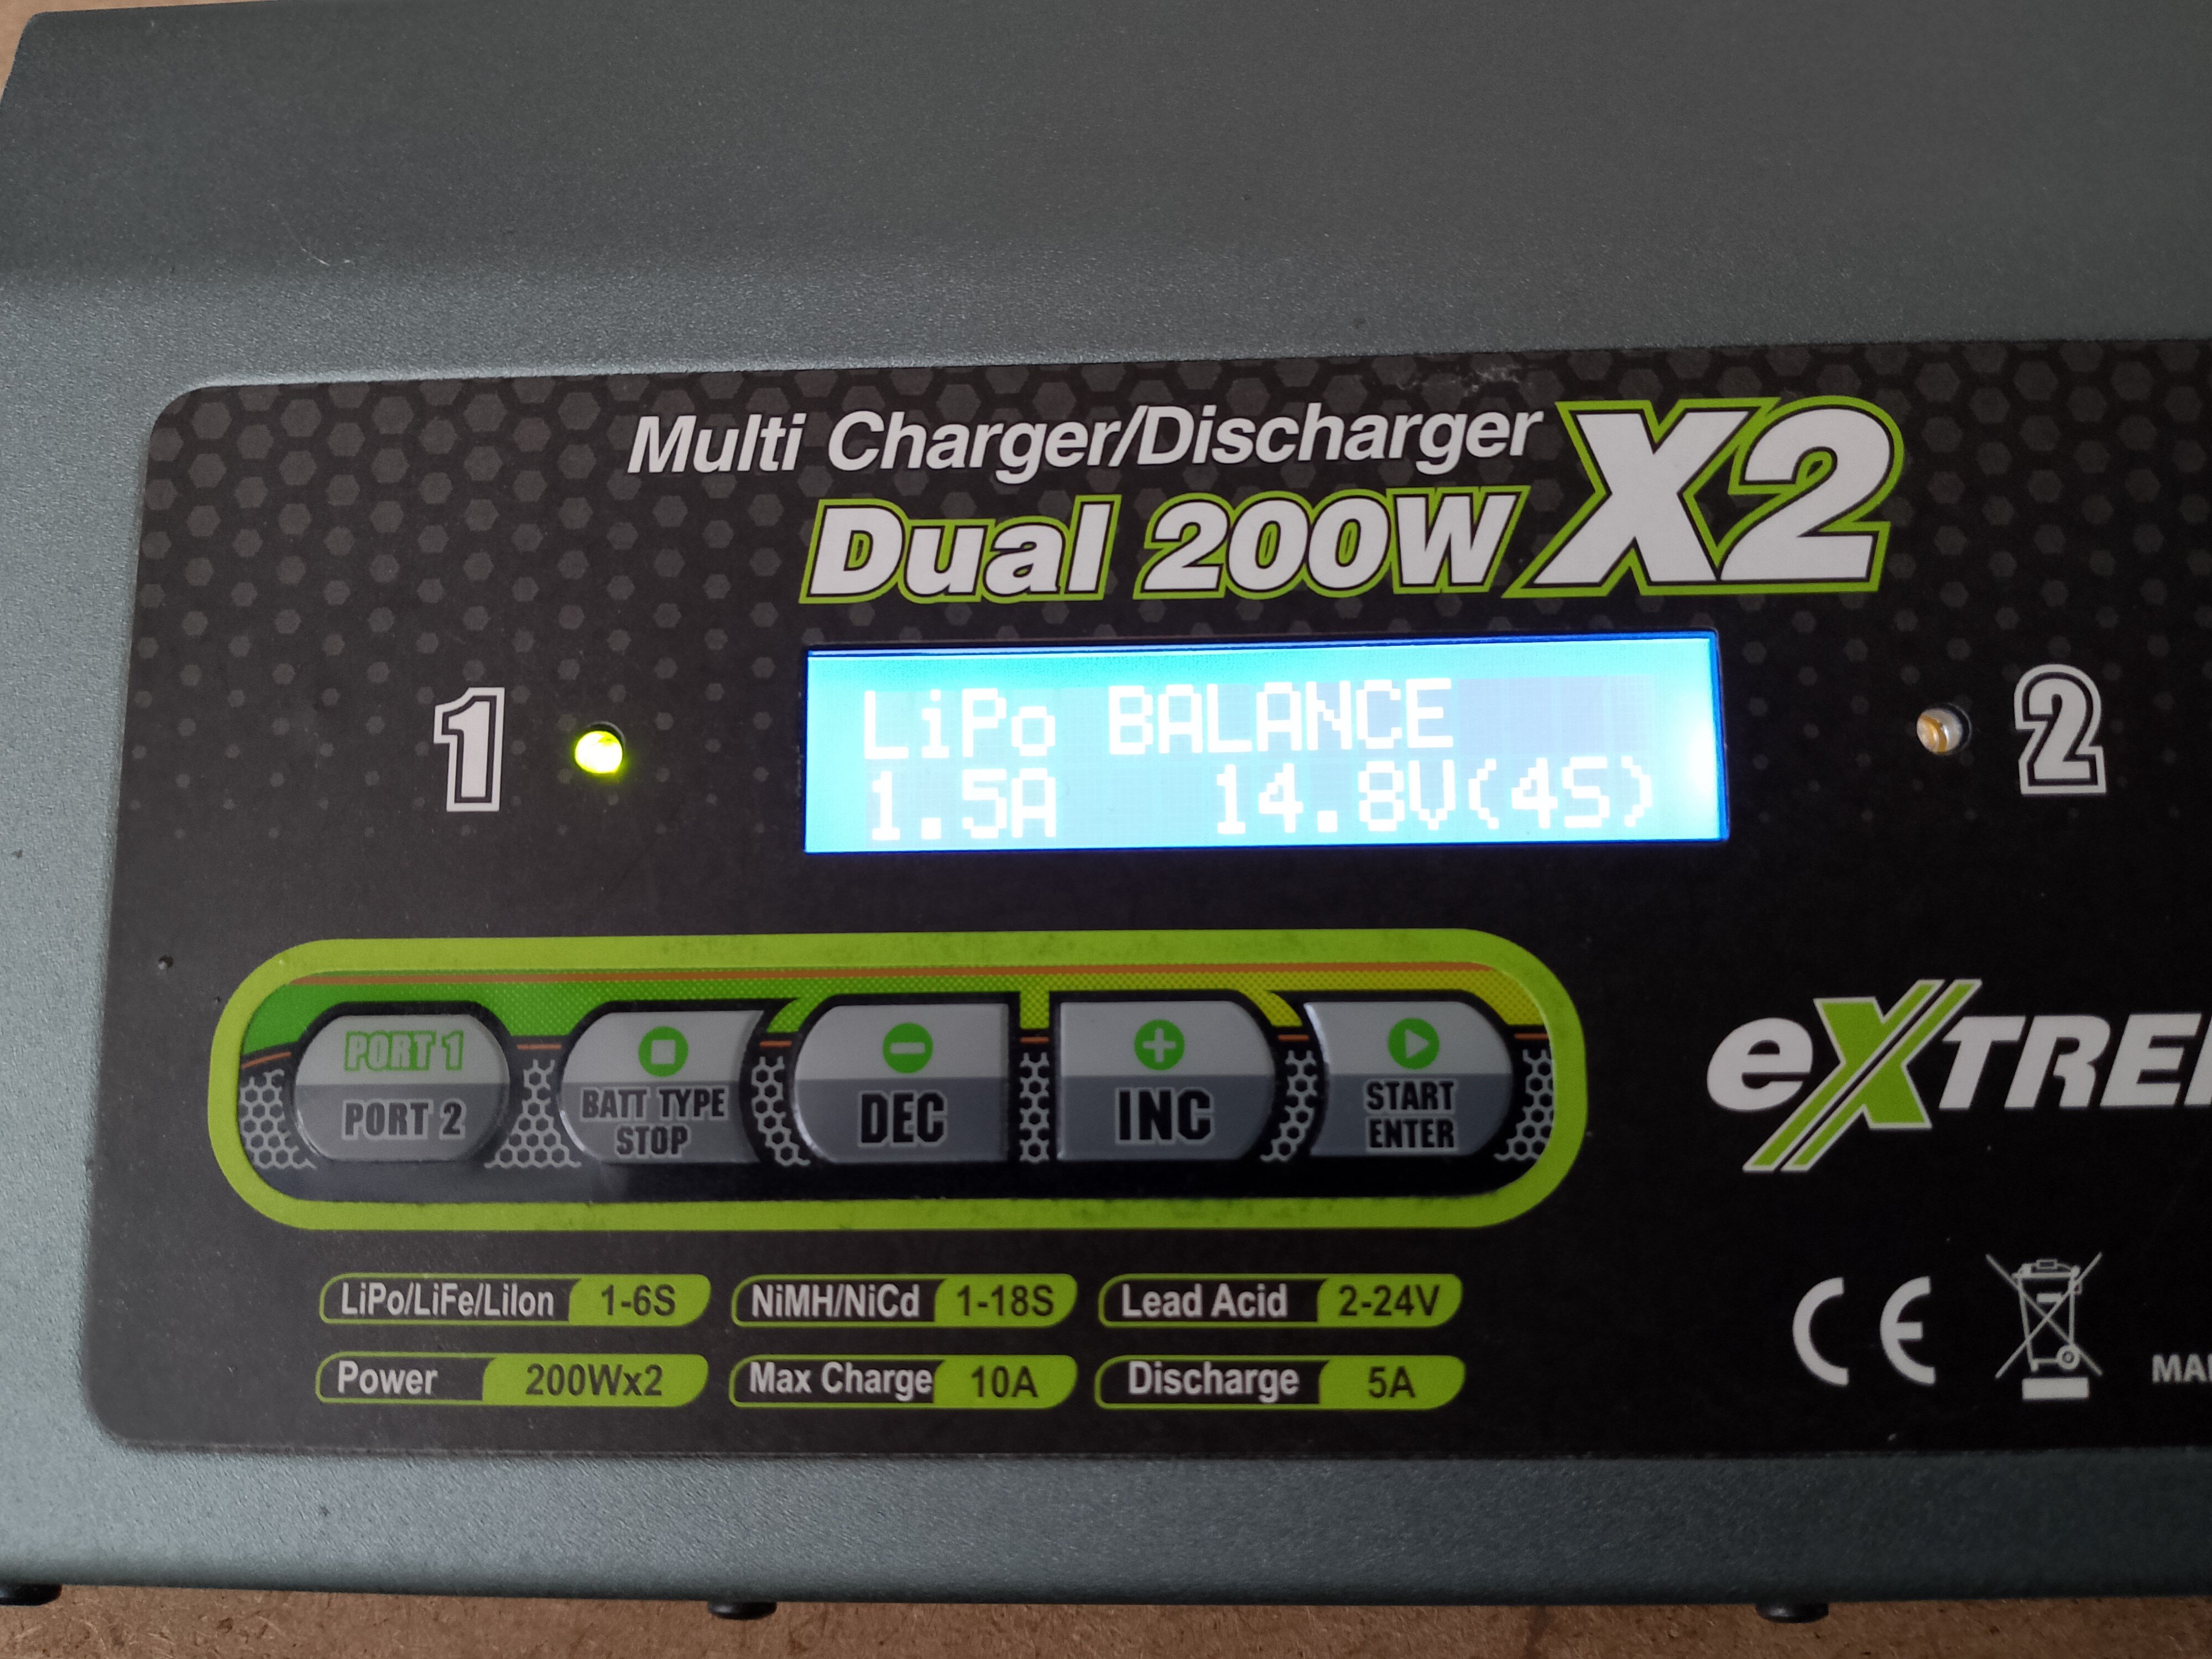 Multi Charger/Discharger X2
Dual 200W
1
LiPo BALANCE
1.5A 14.8V(4S)
2
PORT 1
PORT 2
BATT TYPE
STOP
DEC
INC
START
ENTER
LiPo/LiFe/LiIon 1-6S
NiMH/NiCd 1-18S
Lead Acid 2-24V
Power 200Wx2
Max Charge 10A
Discharge 5A
eXTRE
CE
MA